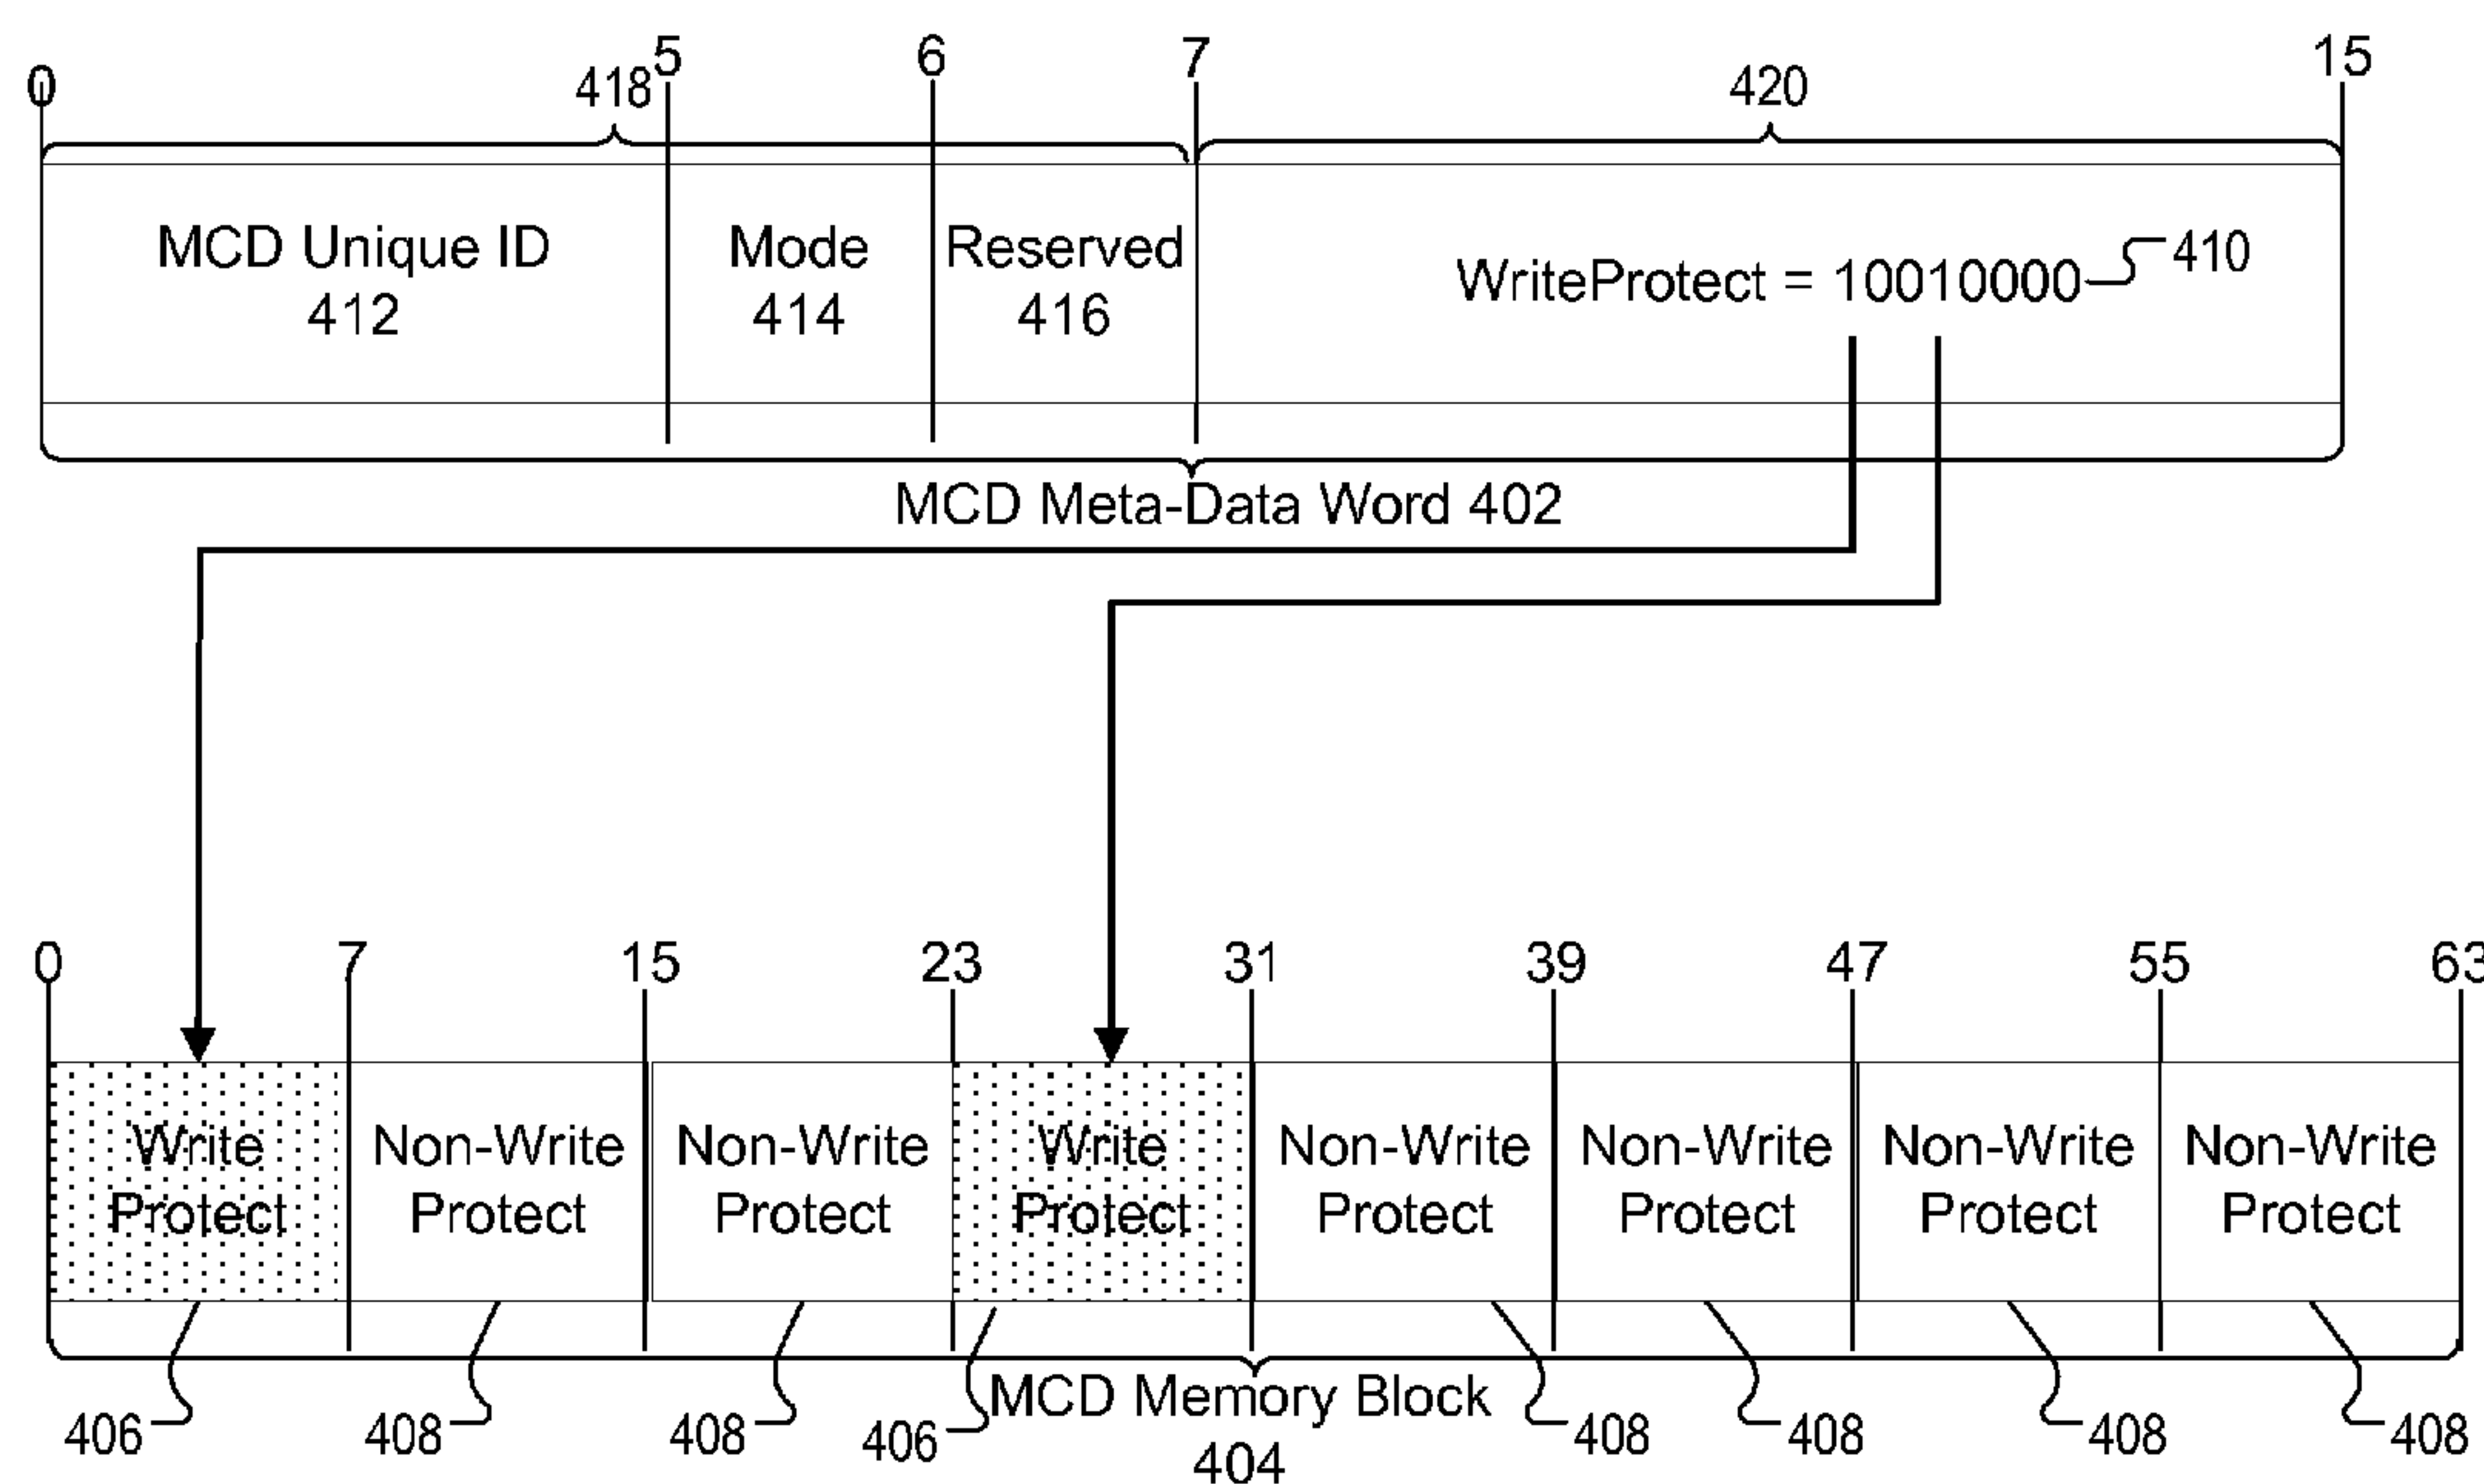 0 5 6 7 15
418 420
MCD Unique ID Mode Reserved
412 414 416
WriteProtect = 10010000 410
MCD Meta-Data Word 402
0 7 15 23 31 39 47 55 63
Write Non-Write Non-Write Write Non-Write Non-Write Non-Write Non-Write
Protect Protect Protect Protect Protect Protect Protect Protect
MCD Memory Block
406 408 408 406 408 408 408 408
404